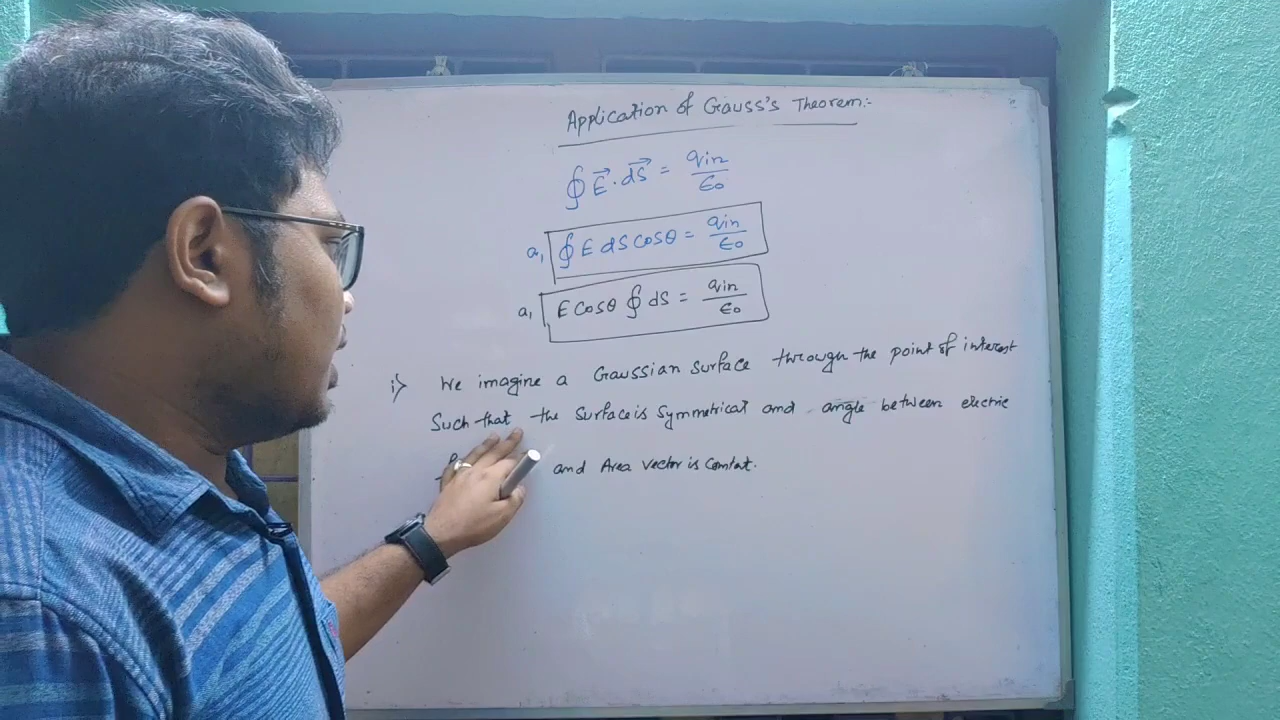 Application of Gauss's Theorem:-
∮ E⃗ · dS⃗ = qin/ε0
a, ∮ E dS Cosθ = qin/ε0
a, E Cosθ ∮ dS = qin/ε0
i) We imagine a Gaussian surface through the point of interest
Such that the surface is symmetrical and angle between electric
and Area vector is